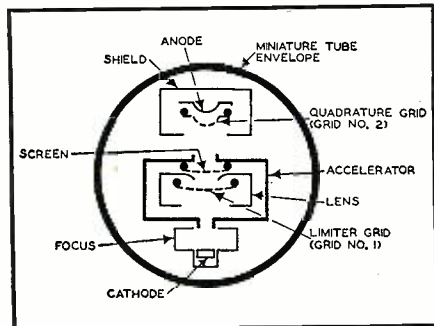 ANODE
SHIELD
MINIATURE TUBE
ENVELOPE
QUADRATURE GRID
(GRID NO. 2)
SCREEN
ACCELERATOR
LENS
LIMITER GRID
(GRID NO. 1)
FOCUS
CATHODE